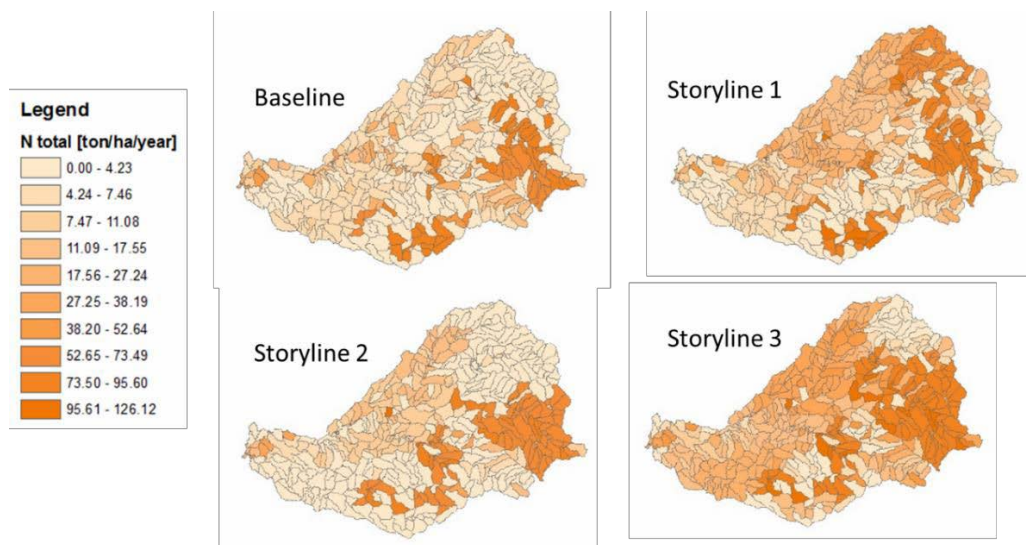 Legend
N total [ton/ha/year]
0.00 - 4.23
4.24 - 7.46
7.47 - 11.08
11.09 - 17.55
17.56 - 27.24
27.25 - 38.19
38.20 - 52.64
52.65 - 73.49
73.50 - 95.60
95.61 - 126.12
Baseline
Storyline 1
Storyline 2
Storyline 3